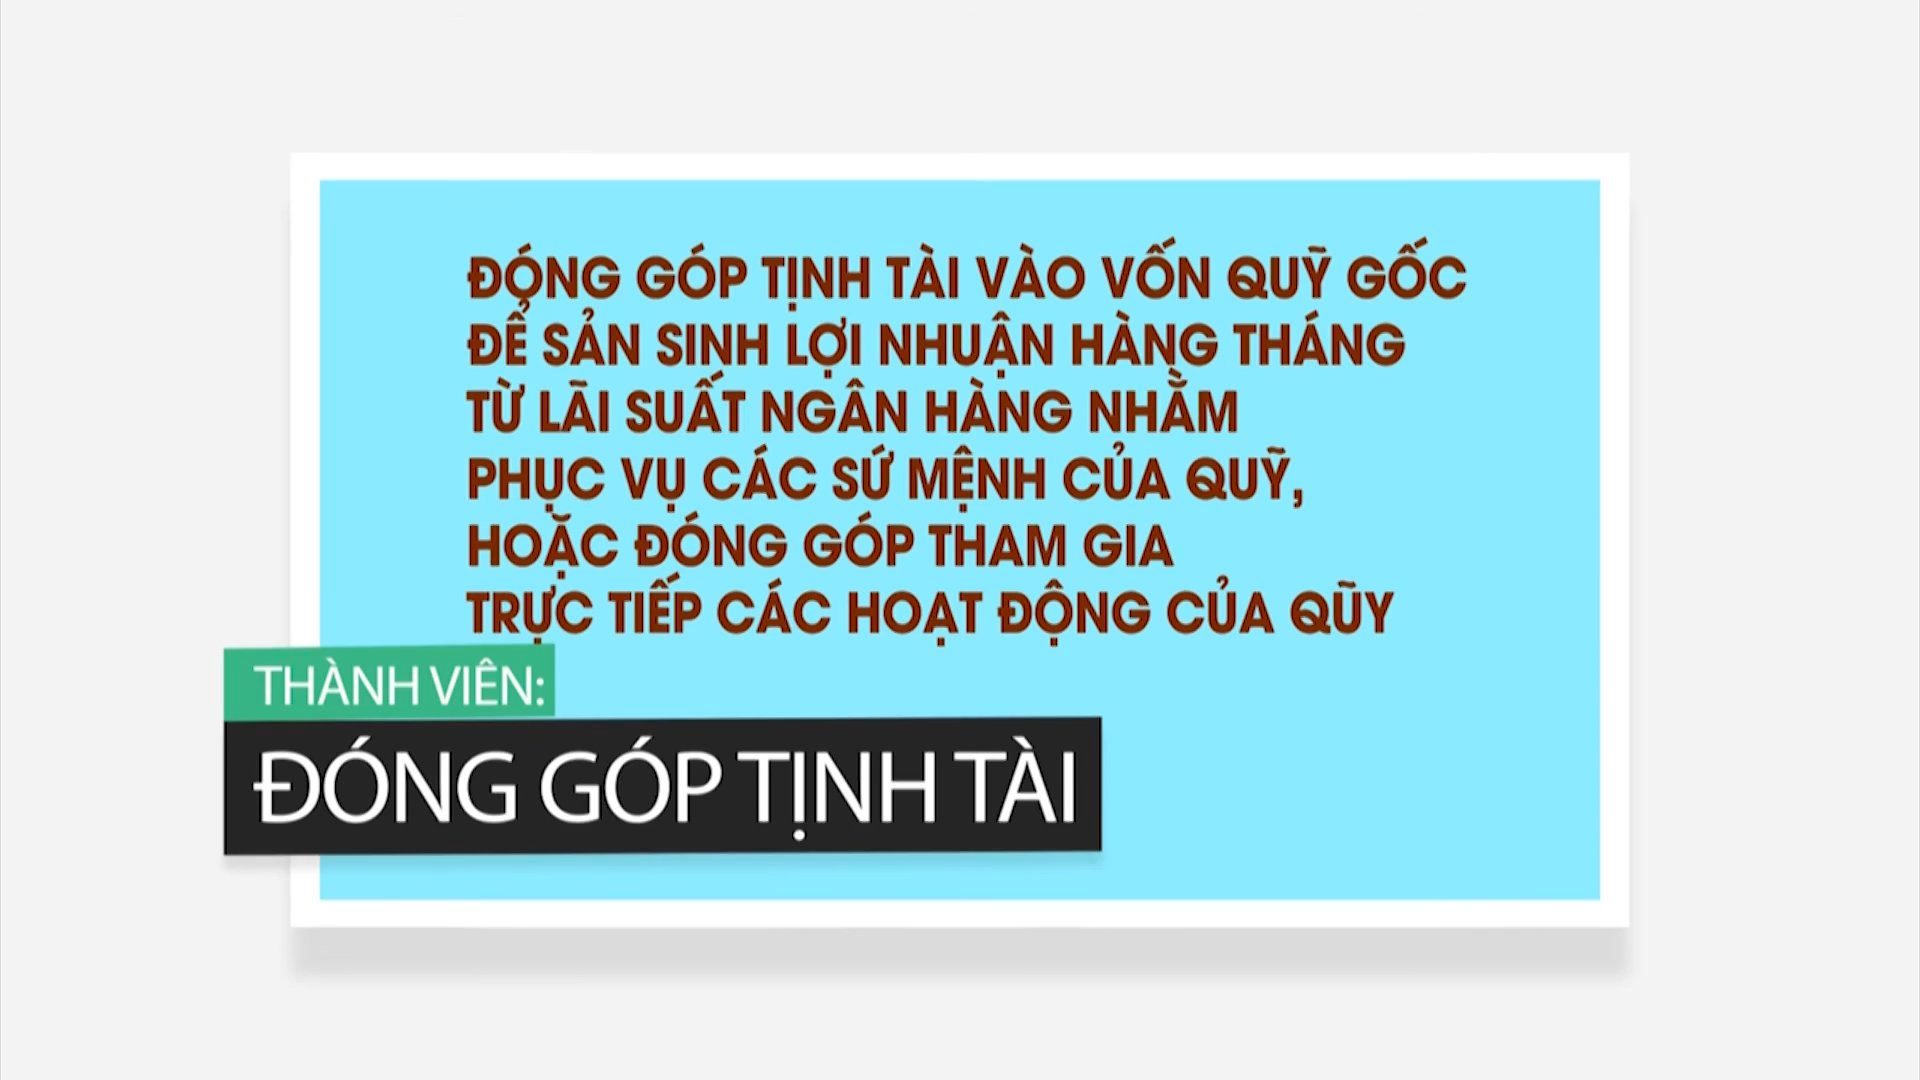 ĐÓNG GÓP TỊNH TÀI VÀO VỐN QUỸ GỐC
ĐỂ SẢN SINH LỢI NHUẬN HÀNG THÁNG
TỪ LÃI SUẤT NGÂN HÀNG NHẰM
PHỤC VỤ CÁC SỨ MỆNH CỦA QUỸ,
HOẶC ĐÓNG GÓP THAM GIA
TRỰC TIẾP CÁC HOẠT ĐỘNG CỦA QŨY
THÀNH VIÊN:
ĐÓNG GÓP TỊNH TÀI